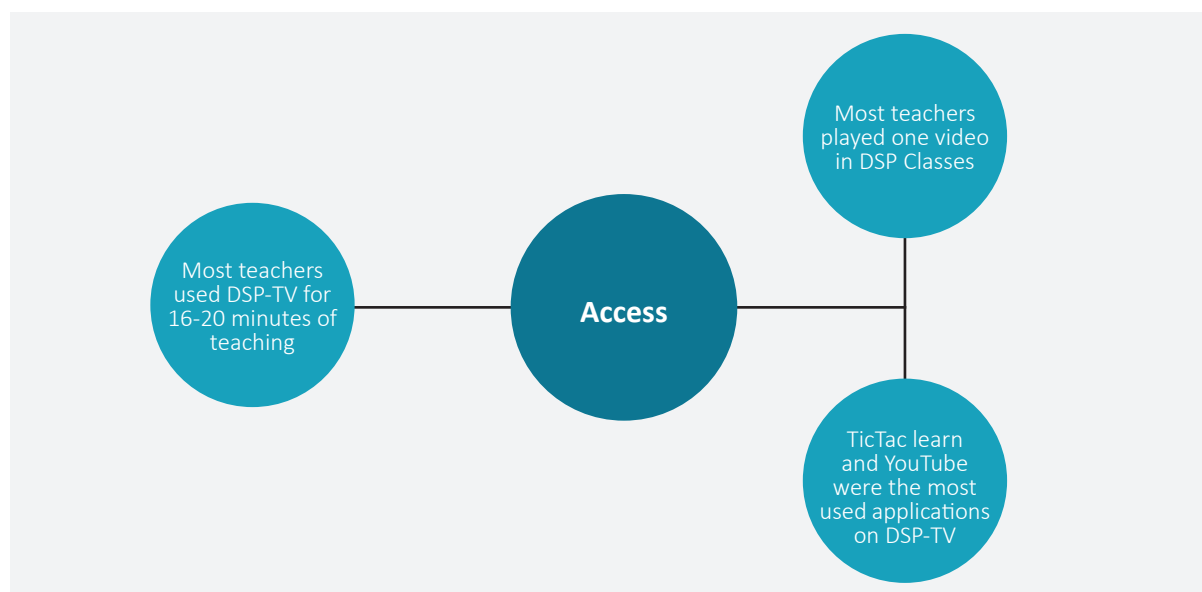 Most teachers
used DSP-TV for
16-20 minutes of
teaching
Access
Most teachers
played one video
in DSP Classes
TicTac learn
and YouTube
were the most
used applications
on DSP-TV